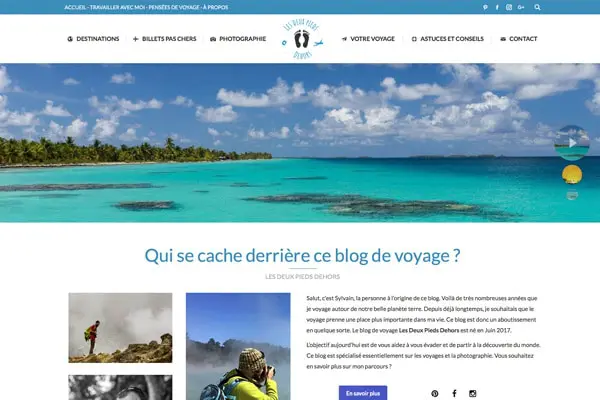 ACCUEIL - TRAVAILLER AVEC MOI - PENSÉES DE VOYAGE - À PROPOS
DESTINATIONS
BILLETS PAS CHERS
PHOTOGRAPHIE
LES DEUX PIEDS
DEHORS
VOTRE VOYAGE
ASTUCES ET CONSEILS
CONTACT
Qui se cache derrière ce blog de voyage ?
LES DEUX PIEDS DEHORS
Salut, c'est Sylvain, la personne à l'origine de ce blog. Voilà de très nombreuses années que
je voyage autour de notre belle planète terre. Depuis déjà longtemps, je souhaitais que le
voyage prenne une place plus importante dans ma vie. Ce blog est donc un aboutissement
en quelque sorte. Le blog de voyage Les Deux Pieds Dehors est né en Juin 2017.
L'objectif aujourd'hui est de vous aidez à vous évader et de partir à la découverte du monde.
Ce blog est spécialisé essentiellement sur les voyages et la photographie. Vous souhaitez
en savoir plus sur mon parcours ?
En savoir plus